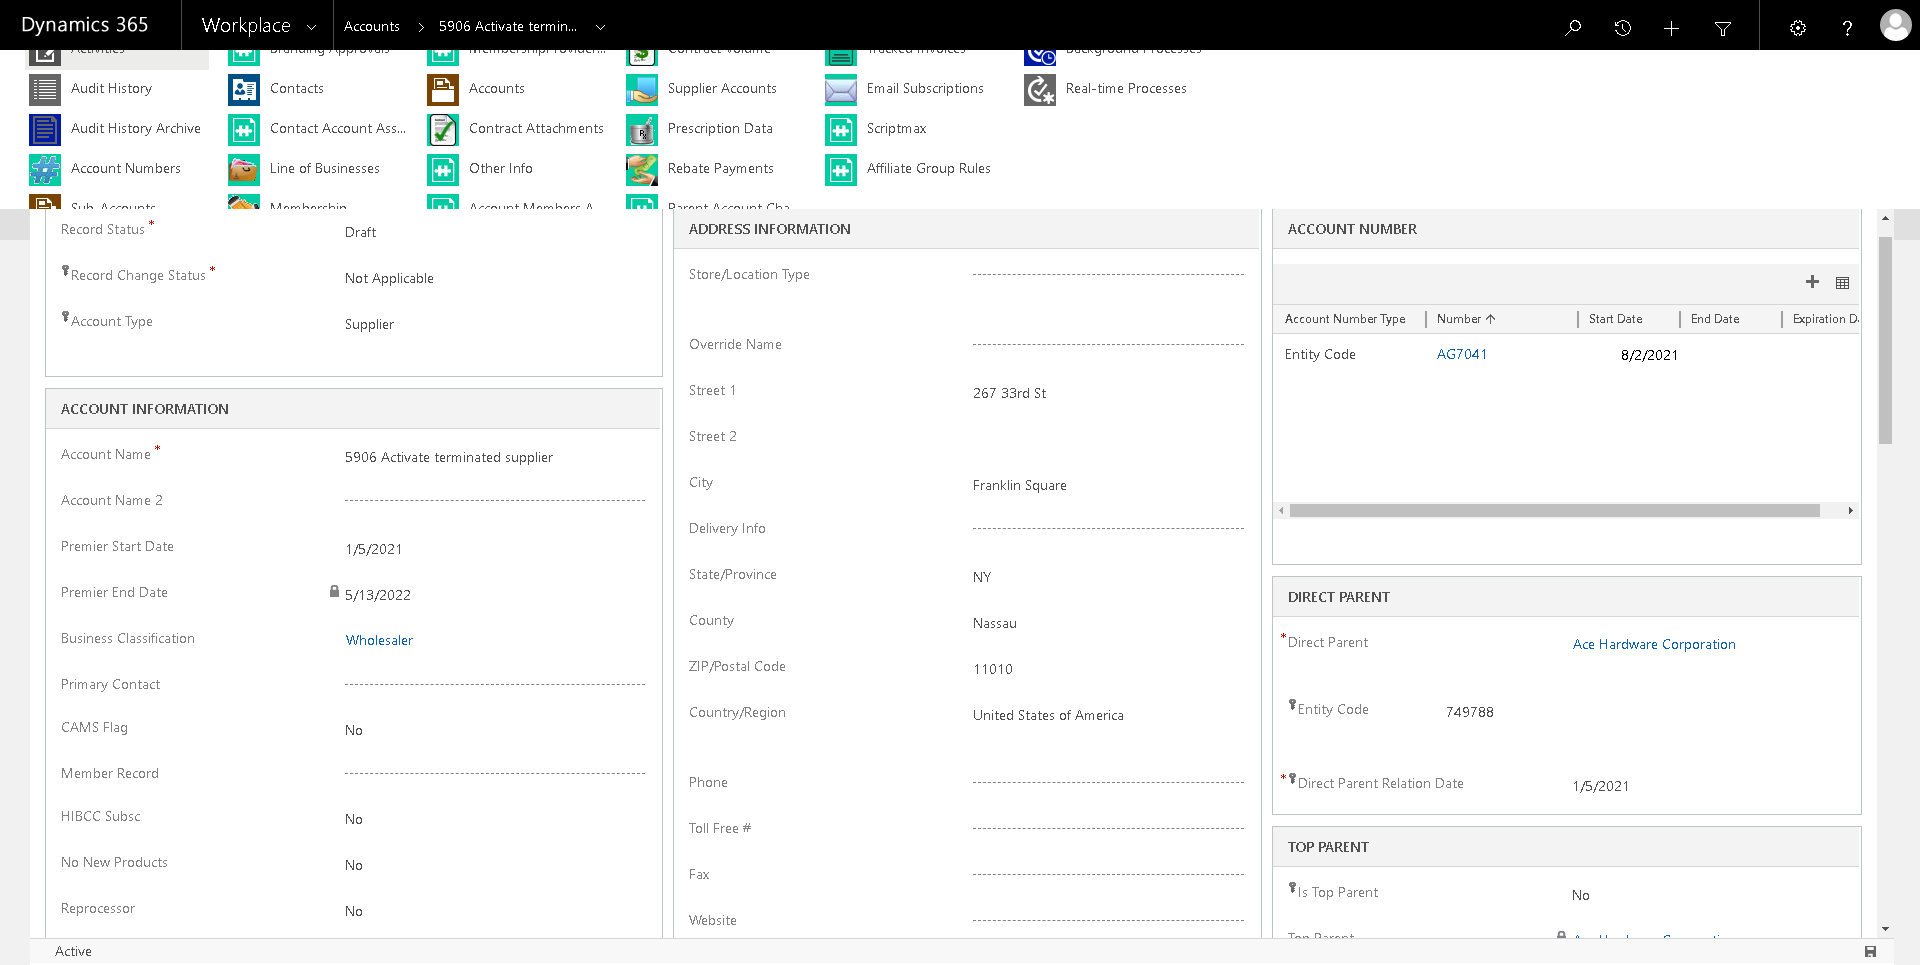 Dynamics 365 Workplace Accounts 5906 Activate termin...
Activities Branding Approvals MembershipProvider... Contract Volume Tracked Invoices Background Processes
Audit History Contacts Accounts Supplier Accounts Email Subscriptions Real-time Processes
Audit History Archive Contact Account Ass... Contract Attachments Prescription Data Scriptmax
Account Numbers Line of Businesses Other Info Rebate Payments Affiliate Group Rules
Sub-Accounts Membership Account Members A... Parent Account Cha...
Record Status * Draft
Record Change Status * Not Applicable
Account Type Supplier
ACCOUNT INFORMATION
Account Name * 5906 Activate terminated supplier
Account Name 2
Premier Start Date 1/5/2021
Premier End Date 5/13/2022
Business Classification Wholesaler
Primary Contact
CAMS Flag No
Member Record
HIBCC Subsc No
No New Products No
Reprocessor No
ADDRESS INFORMATION
Store/Location Type
Override Name
Street 1 267 33rd St
Street 2
City Franklin Square
Delivery Info
State/Province NY
County Nassau
ZIP/Postal Code 11010
Country/Region United States of America
Phone
Toll Free #
Fax
Website
ACCOUNT NUMBER
Account Number Type Number Start Date End Date Expiration D
Entity Code AG7041 8/2/2021
DIRECT PARENT
* Direct Parent Ace Hardware Corporation
Entity Code 749788
* Direct Parent Relation Date 1/5/2021
TOP PARENT
Is Top Parent No
Top Parent Ace Hardware Corporation
Active